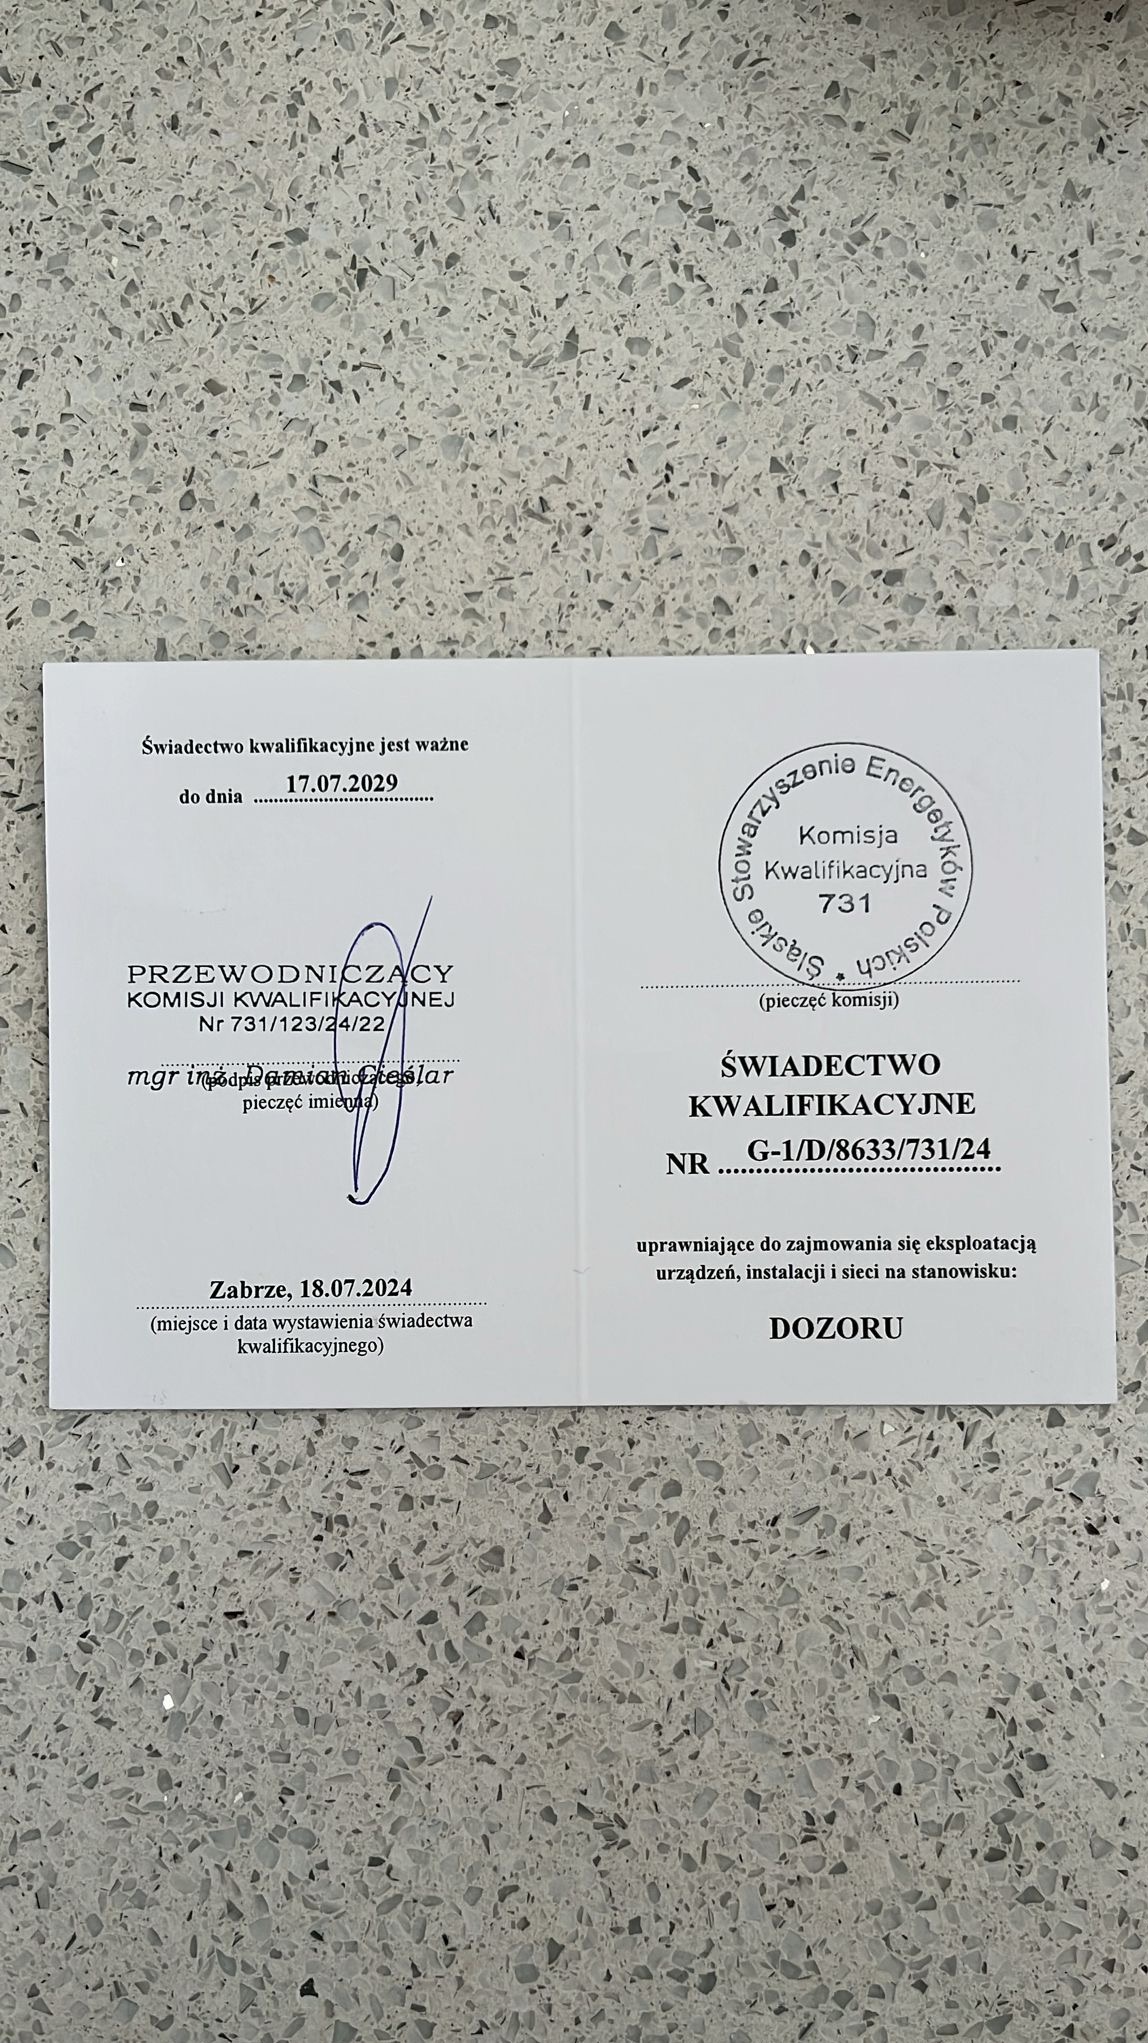 Świadectwo kwalifikacyjne jest ważne
do dnia 17.07.2029
PRZEWODNICZĄCY
KOMISJI KWALIFIKACYJNEJ
Nr 731/123/24/22
mgr inż. Damian Cieślar
(podpis przewodniczącego,
pieczęć imienna)
Zabrze, 18.07.2024
(miejsce i data wystawienia świadectwa
kwalifikacyjnego)
Śląskie Stowarzyszenie Energetyków Polskich *
Komisja
Kwalifikacyjna
731
(pieczęć komisji)
ŚWIADECTWO
KWALIFIKACYJNE
NR G-1/D/8633/731/24
uprawniające do zajmowania się eksploatacją
urządzeń, instalacji i sieci na stanowisku:
DOZORU